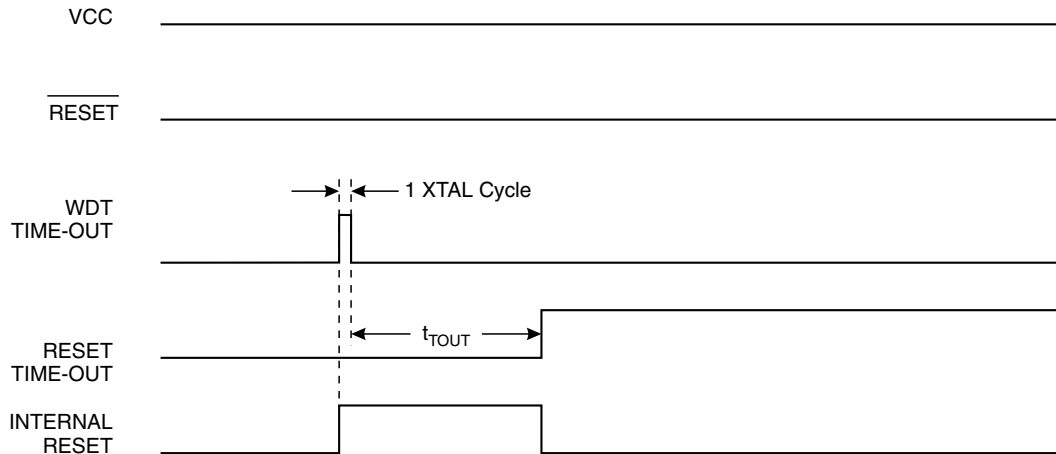 VCC
RESET
1 XTAL Cycle
WDT
TIME-OUT
tTOUT
RESET
TIME-OUT
INTERNAL
RESET